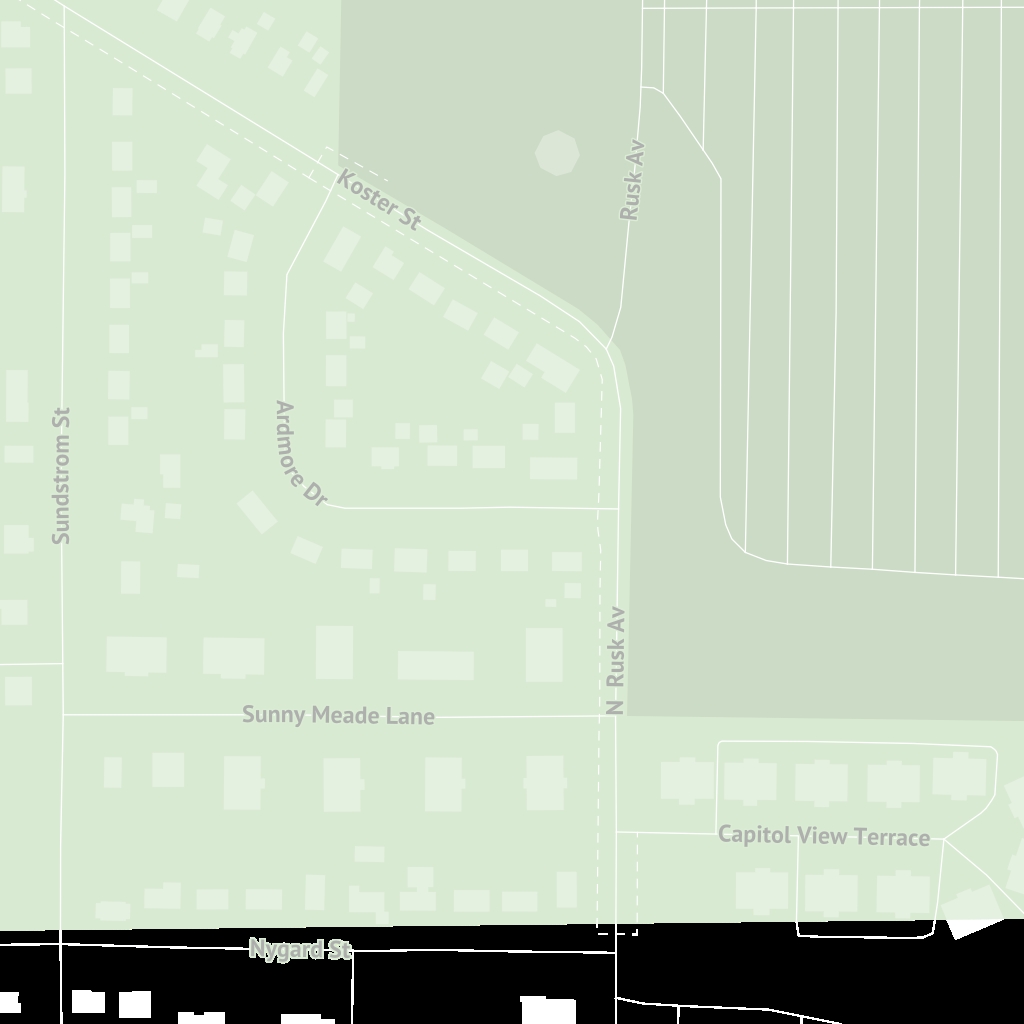 Koster St
Rusk Av
Sundstrom St
Ardmore Dr
N Rusk Av
Sunny Meade Lane
Capitol View Terrace
Nygard St